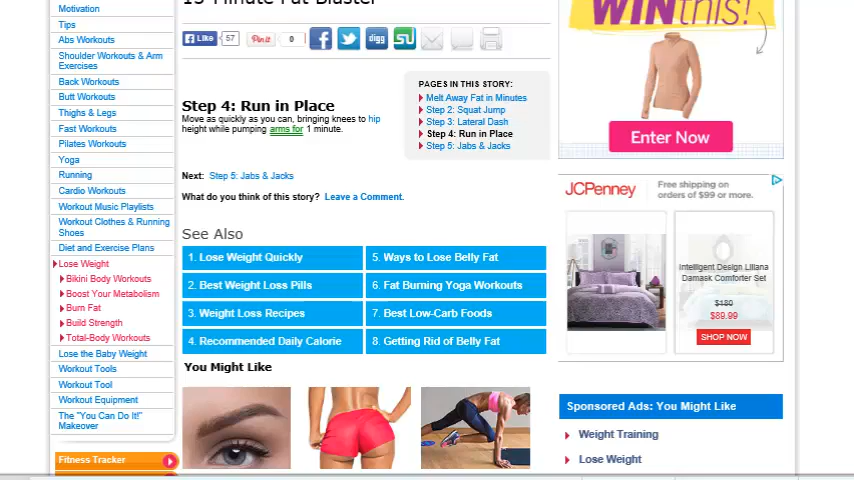 15-Minute Fat Blaster
Motivation
Tips
Abs Workouts
Shoulder Workouts & Arm
Exercises
Back Workouts
Butt Workouts
Thighs & Legs
Fast Workouts
Pilates Workouts
Yoga
Running
Cardio Workouts
Workout Music Playlists
Workout Clothes & Running
Shoes
Diet and Exercise Plans
Lose Weight
Bikini Body Workouts
Boost Your Metabolism
Burn Fat
Build Strength
Total-Body Workouts
Lose the Baby Weight
Workout Tools
Workout Tool
Workout Equipment
The "You Can Do It!"
Makeover
Fitness Tracker
Like 57
Pin it 0
digg
Step 4: Run in Place
Move as quickly as you can, bringing knees to hip
height while pumping arms for 1 minute.
PAGES IN THIS STORY:
Melt Away Fat in Minutes
Step 2: Squat Jump
Step 3: Lateral Dash
Step 4: Run in Place
Step 5: Jabs & Jacks
Next: Step 5: Jabs & Jacks
What do you think of this story? Leave a Comment.
See Also
1. Lose Weight Quickly
2. Best Weight Loss Pills
3. Weight Loss Recipes
4. Recommended Daily Calorie
5. Ways to Lose Belly Fat
6. Fat Burning Yoga Workouts
7. Best Low-Carb Foods
8. Getting Rid of Belly Fat
You Might Like
WIN this!
Enter Now
JCPenney
Free shipping on
orders of $99 or more.
Intelligent Design Liliana
Damask Comforter Set
$180
$89.99
SHOP NOW
Sponsored Ads: You Might Like
Weight Training
Lose Weight